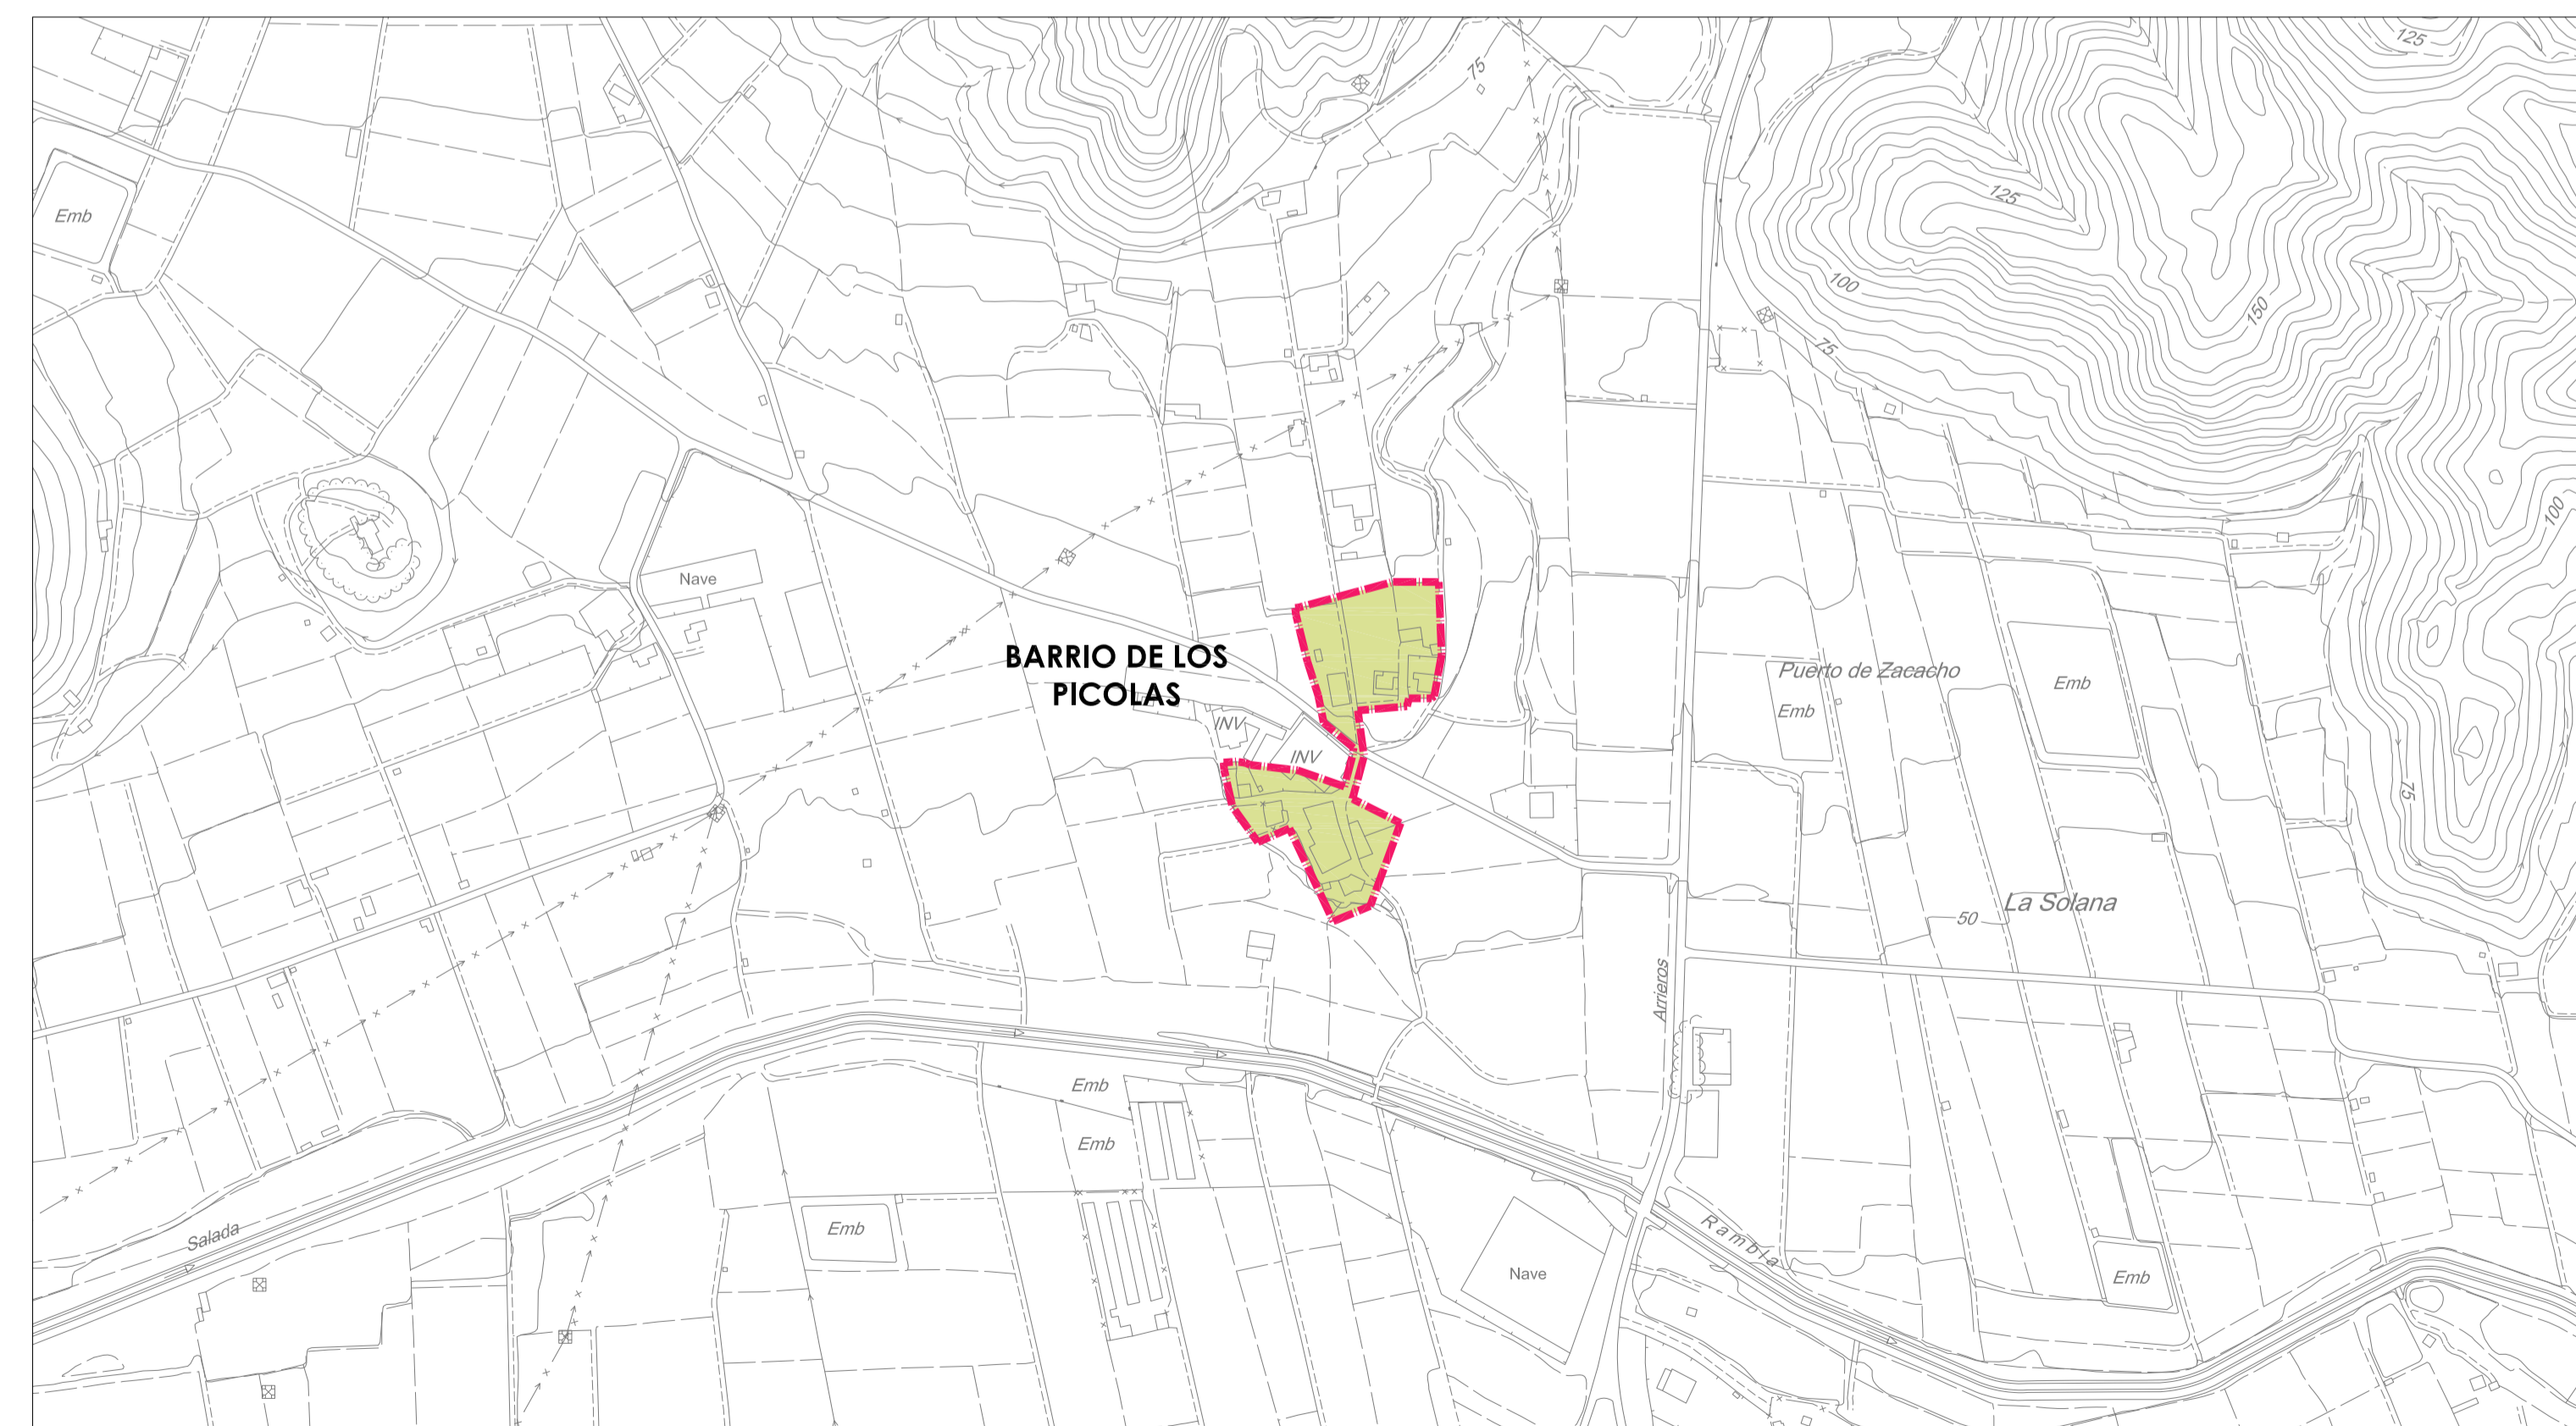 125
75
Emb
125
100
150
75
100
Nave
BARRIO DE LOS
PICOLAS
Puerto de Zacacho
Emb
Emb
INV
INV
75
La Solana
50
Arrieros
Emb
Emb
Emb
Salada
Rambla
Nave
Emb